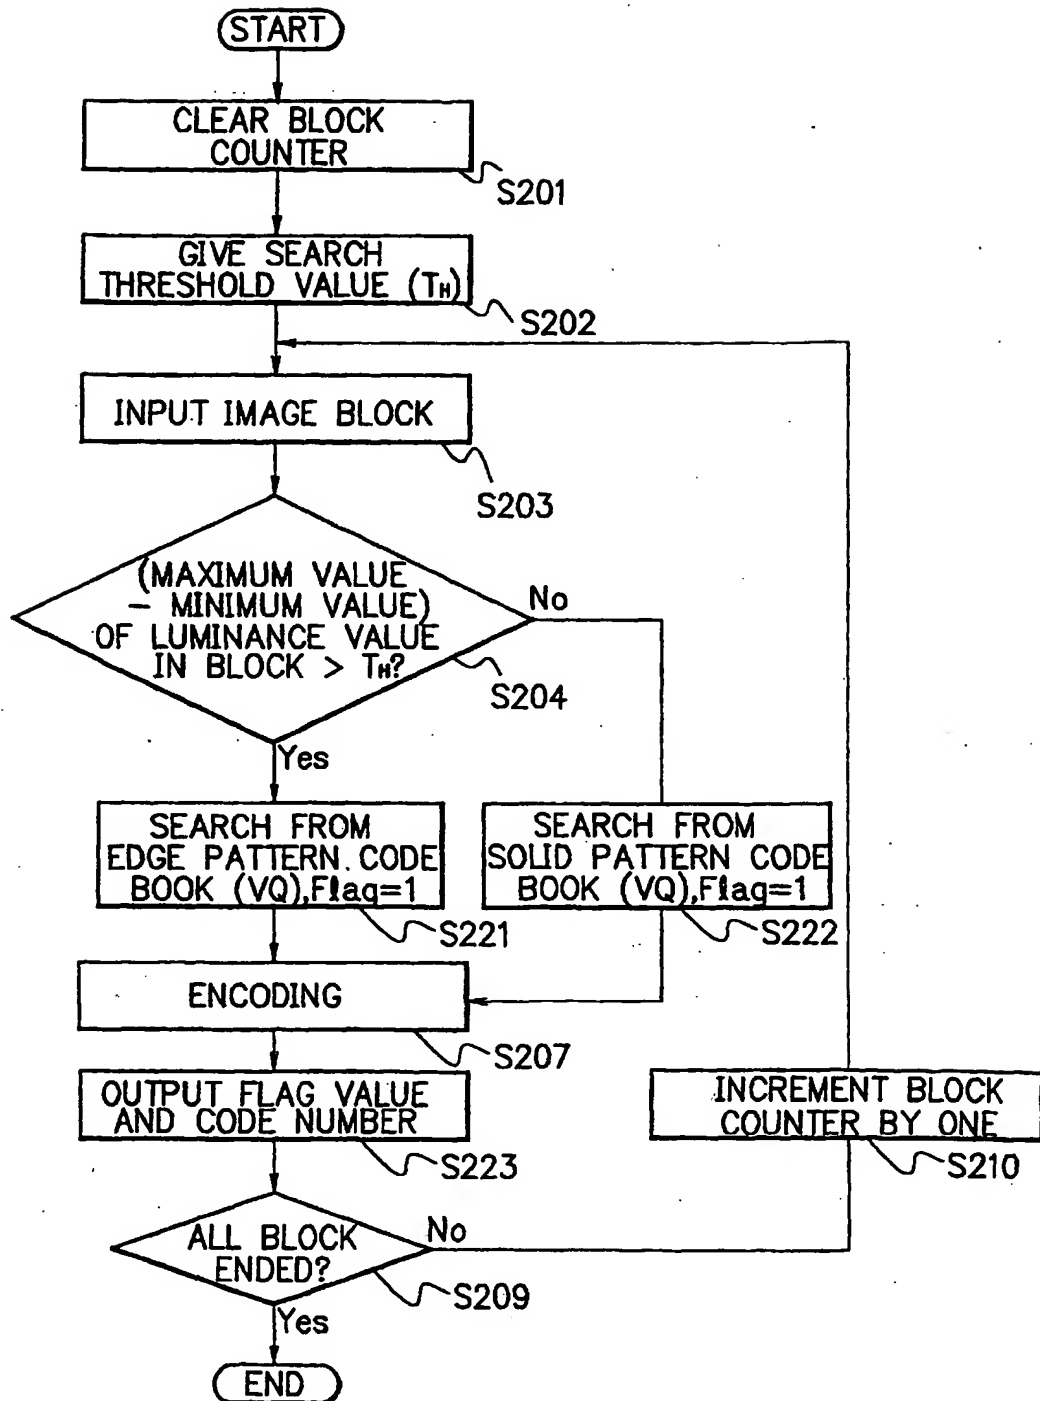 START
CLEAR BLOCK
COUNTER
S201
GIVE SEARCH
THRESHOLD VALUE (TH)
S202
INPUT IMAGE BLOCK
S203
(MAXIMUM VALUE
- MINIMUM VALUE)
OF LUMINANCE VALUE
IN BLOCK > TH?
S204
No
Yes
SEARCH FROM
EDGE PATTERN CODE
BOOK (VQ),Flag=1
S221
SEARCH FROM
SOLID PATTERN CODE
BOOK (VQ),Flag=1
S222
ENCODING
S207
OUTPUT FLAG VALUE
AND CODE NUMBER
S223
INCREMENT BLOCK
COUNTER BY ONE
S210
ALL BLOCK
ENDED?
S209
No
Yes
END